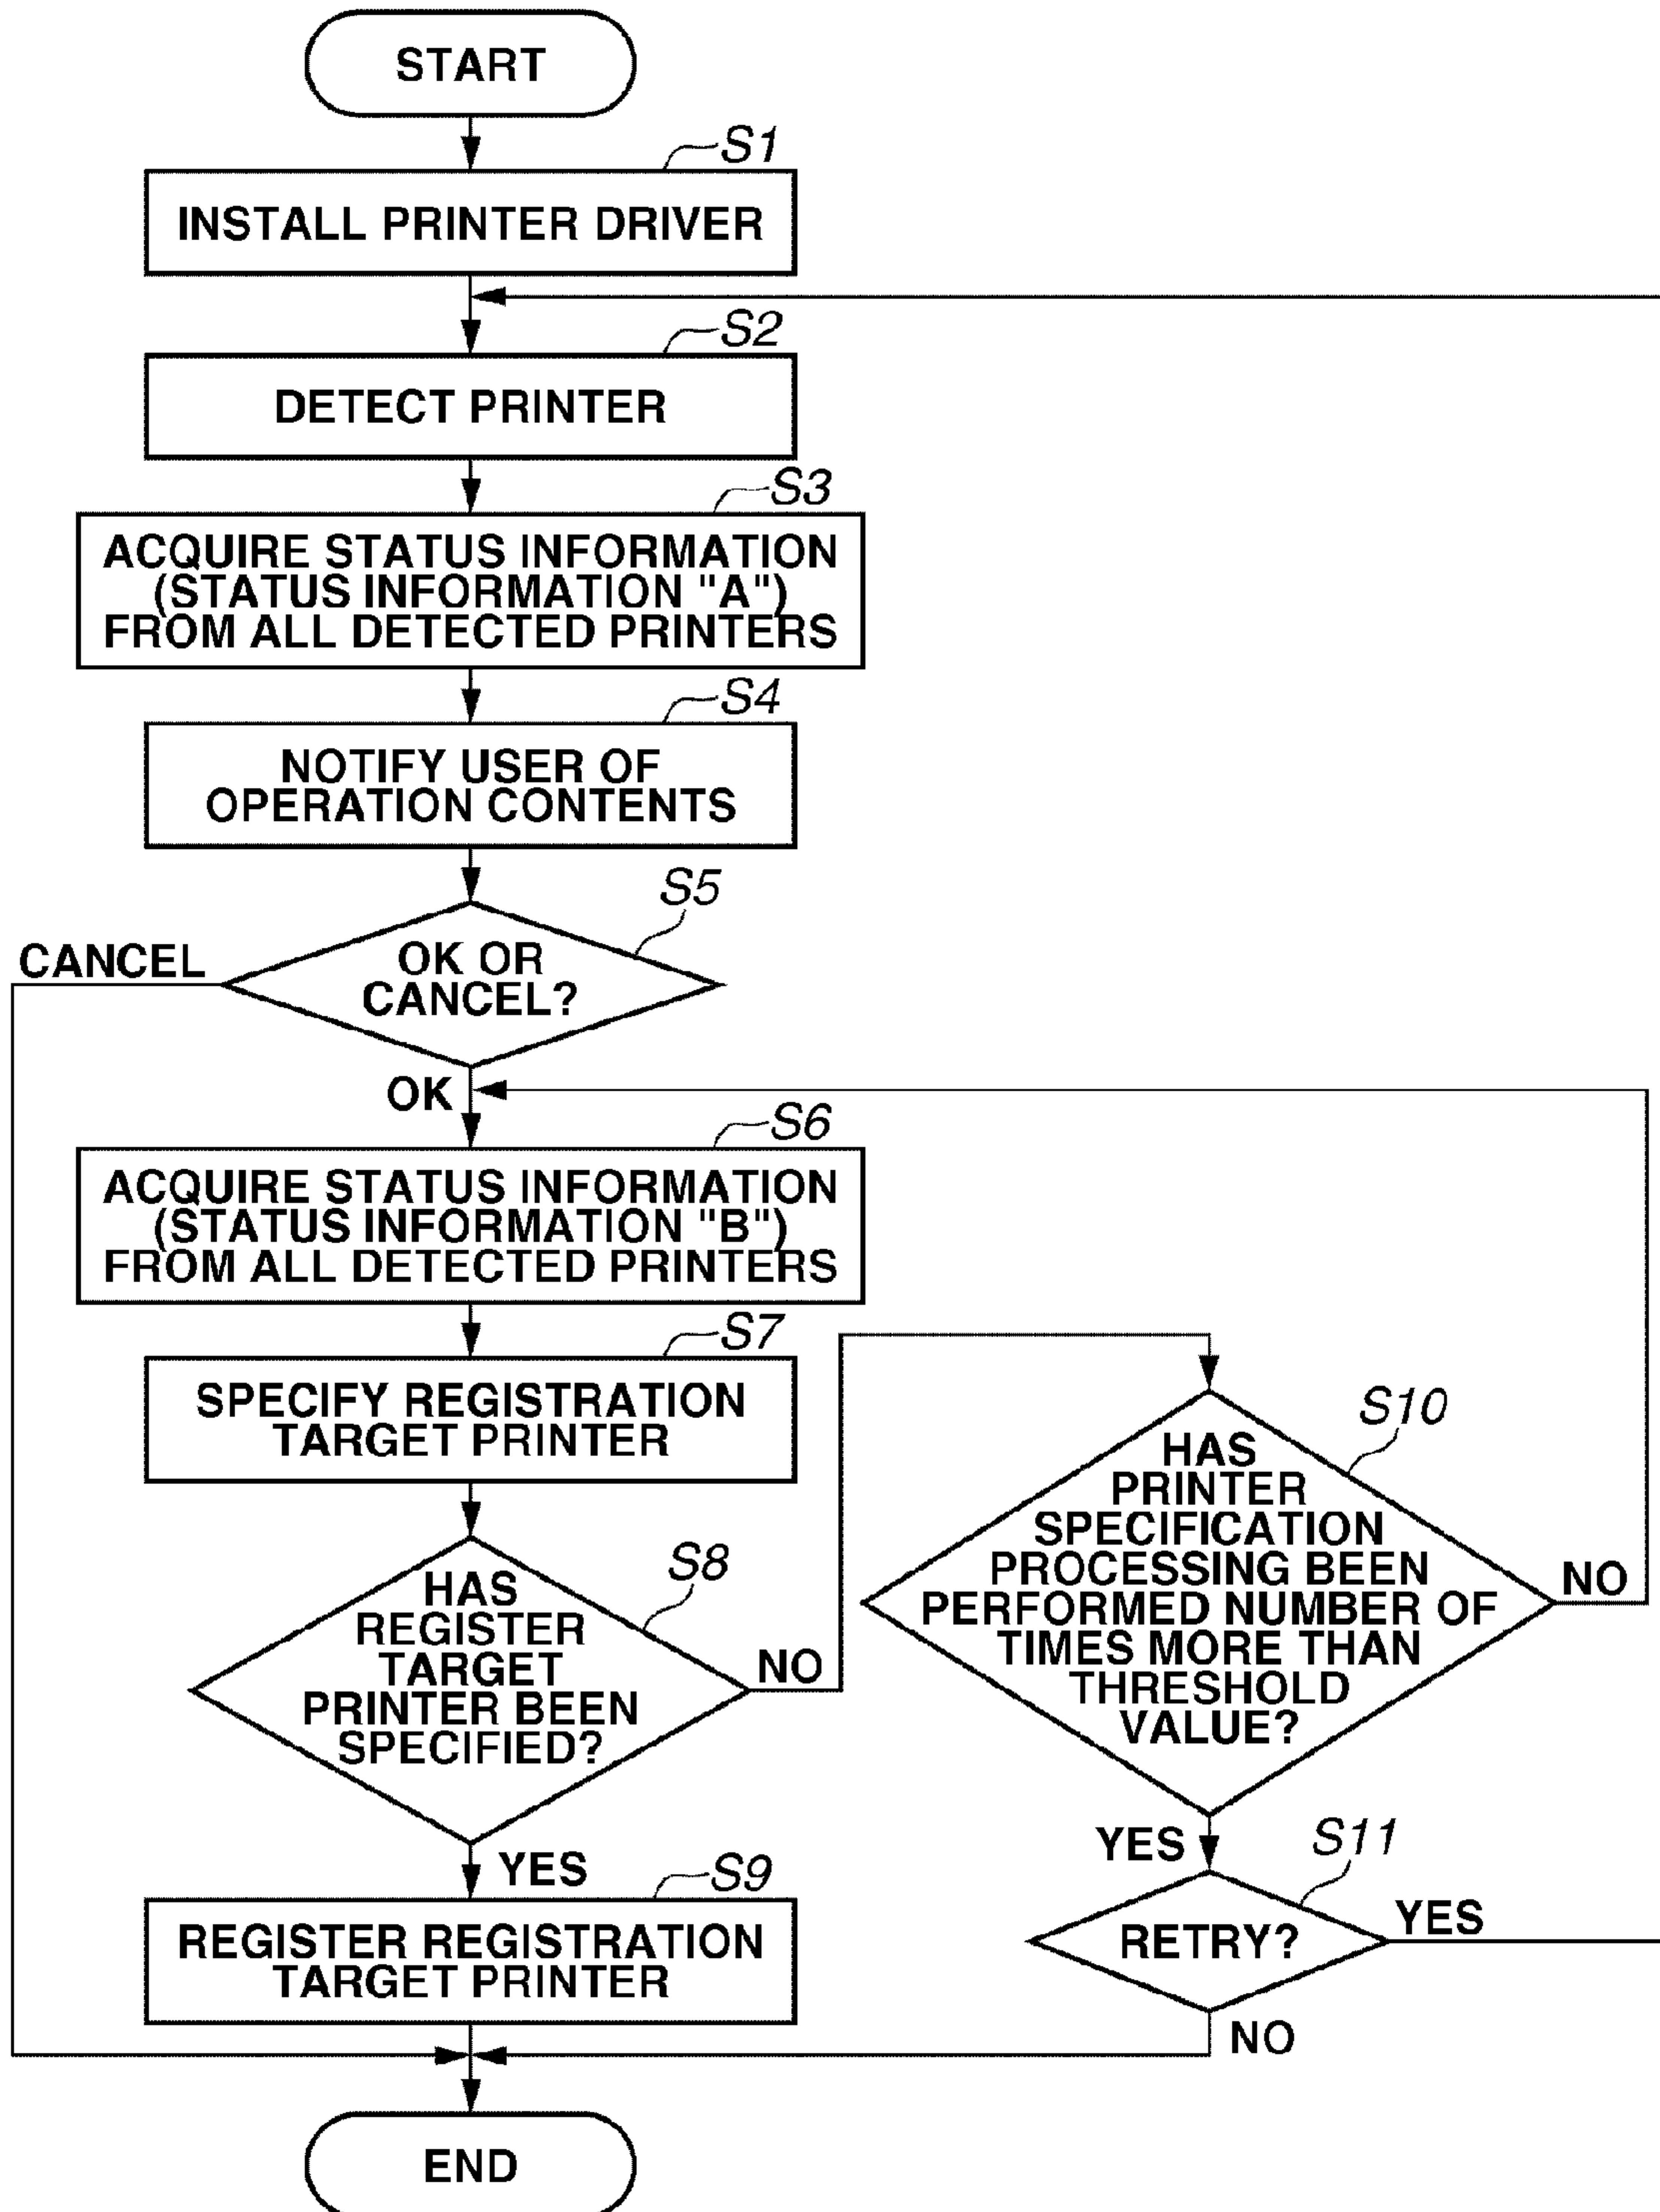 START
S1
INSTALL PRINTER DRIVER
S2
DETECT PRINTER
S3
ACQUIRE STATUS INFORMATION
(STATUS INFORMATION "A")
FROM ALL DETECTED PRINTERS
S4
NOTIFY USER OF
OPERATION CONTENTS
S5
OK OR
CANCEL?
CANCEL
OK
S6
ACQUIRE STATUS INFORMATION
(STATUS INFORMATION "B")
FROM ALL DETECTED PRINTERS
S7
SPECIFY REGISTRATION
TARGET PRINTER
S8
HAS
REGISTER
TARGET
PRINTER BEEN
SPECIFIED?
NO
YES
S9
REGISTER REGISTRATION
TARGET PRINTER
S10
HAS
PRINTER
SPECIFICATION
PROCESSING BEEN
PERFORMED NUMBER OF
TIMES MORE THAN
THRESHOLD
VALUE?
NO
YES
S11
RETRY?
YES
NO
END